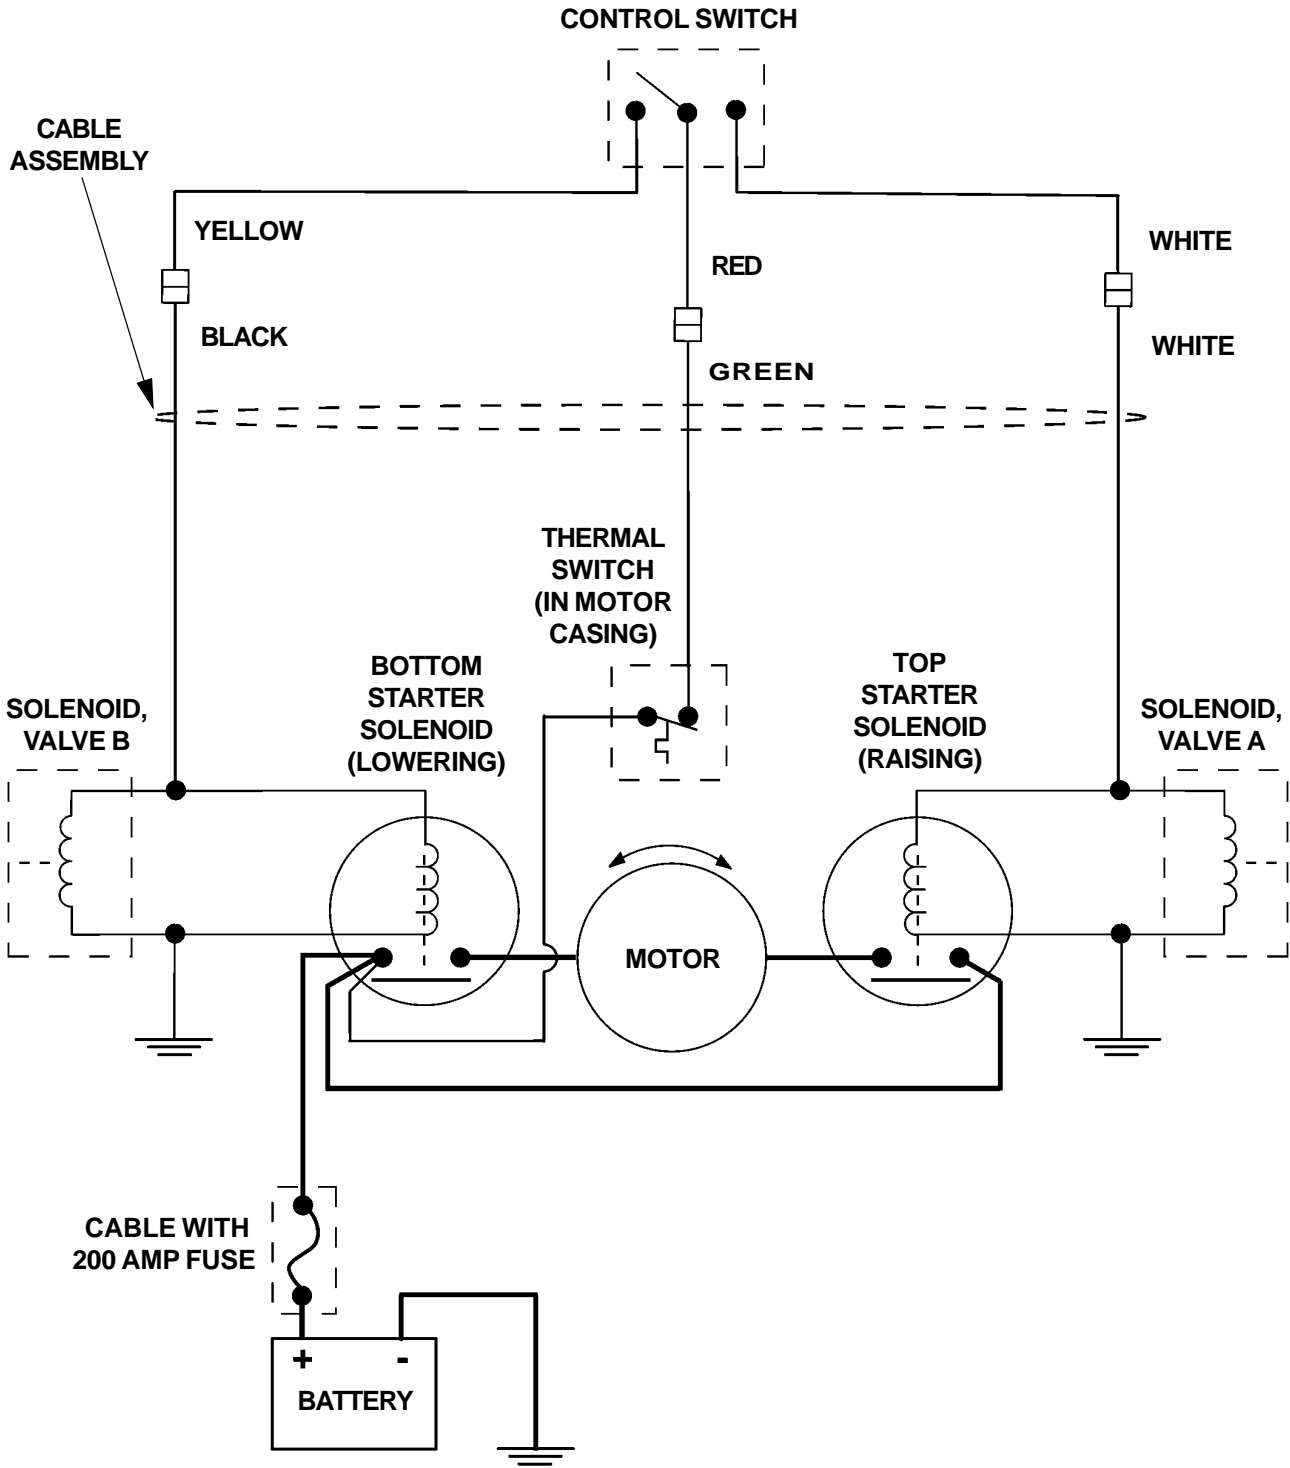 CONTROL SWITCH
CABLE
ASSEMBLY
YELLOW
RED
WHITE
BLACK
GREEN
WHITE
THERMAL
SWITCH
(IN MOTOR
CASING)
BOTTOM
STARTER
SOLENOID
(LOWERING)
TOP
STARTER
SOLENOID
(RAISING)
SOLENOID,
VALVE B
SOLENOID,
VALVE A
MOTOR
CABLE WITH
200 AMP FUSE
+ -
BATTERY